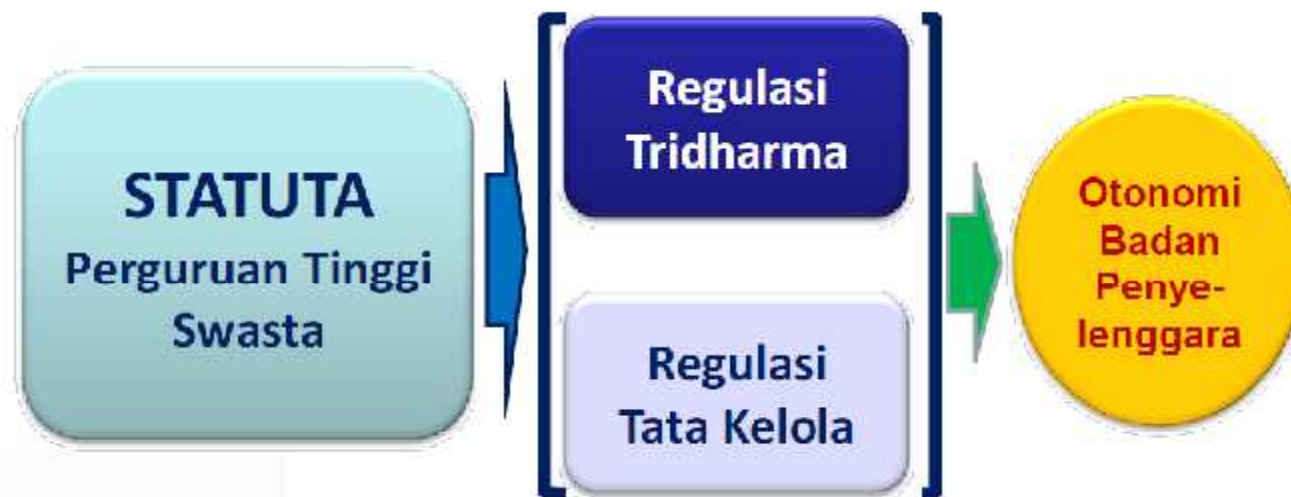 STATUTA
Perguruan Tinggi
Swasta
Regulasi
Tridharma
Regulasi
Tata Kelola
Otonomi
Badan
Penye-
lenggara